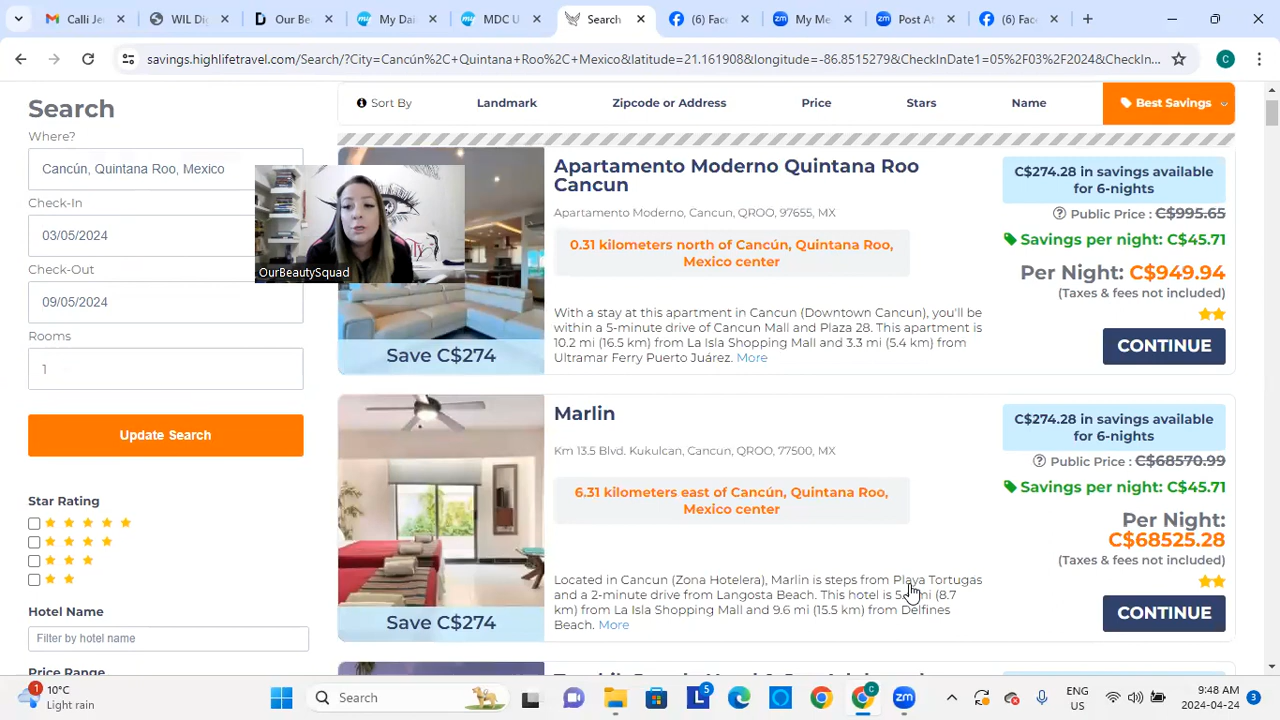 Calli Je
WIL Dig
Our Be
My Dai
MDC U
Search
(6) Face
My Me
Post At
(6) Fac
savings.highlifetravel.com/Search/?City=Cancún%2C+Quintana+Roo%2C+Mexico&latitude=21.161908&longitude=-86.8515279&CheckInDate1=05%2F03%2F2024&CheckIn...
C
Search
Where?
Cancún, Quintana Roo, Mexico
Check-In
03/05/2024
Check-Out
09/05/2024
Rooms
1
Update Search
Star Rating
Hotel Name
Filter by hotel name
Price Range
Sort By
Landmark
Zipcode or Address
Price
Stars
Name
Best Savings
OurBeautySquad
Save C$274
Apartamento Moderno Quintana Roo
Cancun
Apartamento Moderno, Cancun, QROO, 97655, MX
0.31 kilometers north of Cancún, Quintana Roo,
Mexico center
With a stay at this apartment in Cancun (Downtown Cancun), you'll be
within a 5-minute drive of Cancun Mall and Plaza 28. This apartment is
10.2 mi (16.5 km) from La Isla Shopping Mall and 3.3 mi (5.4 km) from
Ultramar Ferry Puerto Juárez. More
C$274.28 in savings available
for 6-nights
Public Price : C$995.65
Savings per night: C$45.71
Per Night: C$949.94
(Taxes & fees not included)
CONTINUE
Save C$274
Marlin
Km 13.5 Blvd. Kukulcan, Cancun, QROO, 77500, MX
6.31 kilometers east of Cancún, Quintana Roo,
Mexico center
Located in Cancun (Zona Hotelera), Marlin is steps from Playa Tortugas
and a 2-minute drive from Langosta Beach. This hotel is 5. mi (8.7
km) from La Isla Shopping Mall and 9.6 mi (15.5 km) from Delfines
Beach. More
C$274.28 in savings available
for 6-nights
Public Price : C$68570.99
Savings per night: C$45.71
Per Night:
C$68525.28
(Taxes & fees not included)
CONTINUE
1
10°C
Light rain
Search
5
C
ENG
US
9:48 AM
2024-04-24
3